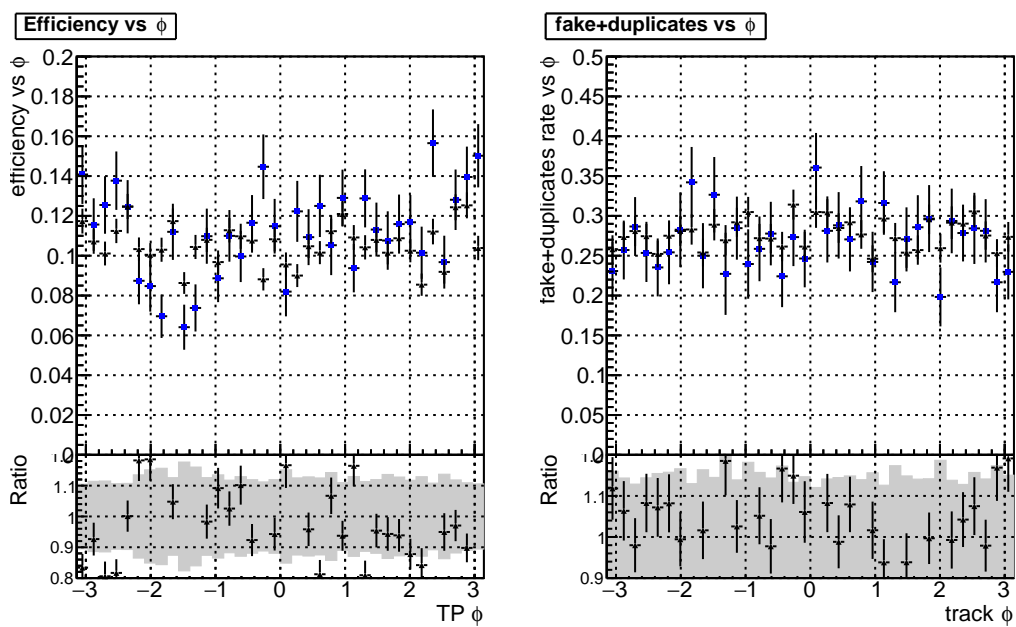 Efficiency vs ϕ
efficiency vs ϕ
0.2
0.18
0.16
0.14
0.12
0.1
0.08
0.06
0.04
0.02
0
Ratio
1.1
1
0.9
0.8
−3 −2 −1 0 1 2 3
TP ϕ
fake+duplicates vs ϕ
fake+duplicates rate vs ϕ
0.5
0.45
0.4
0.35
0.3
0.25
0.2
0.15
0.1
0.05
0
Ratio
1.1
1
0.9
−3 −2 −1 0 1 2 3
track ϕ